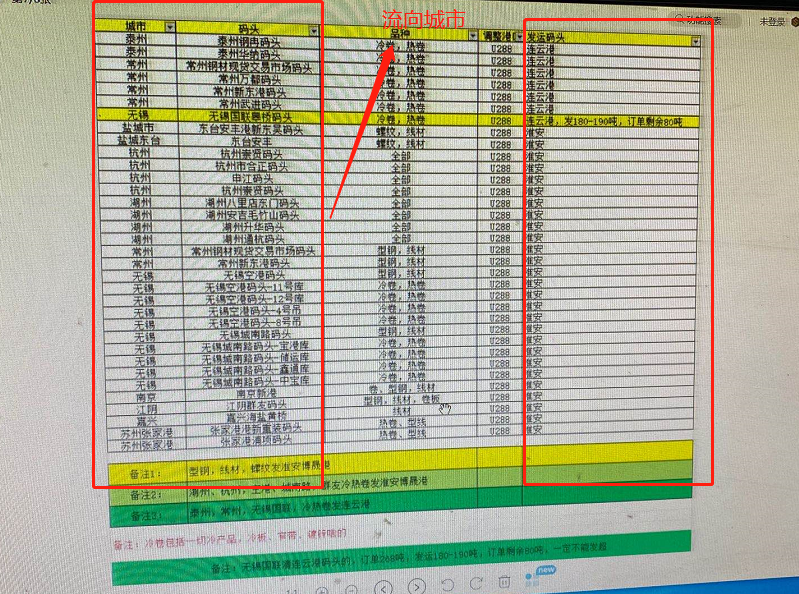 流向城市
未登录
城市 码头 品种 调整港口 发运码头
泰州 泰州钢冉码头 冷卷,热卷 U288 连云港
泰州 泰州华纳码头 冷卷,热卷 U288 连云港
常州 常州钢材现货交易市场码头 冷卷,热卷 U288 连云港
常州 常州万都码头 冷卷,热卷 U288 连云港
常州 常州新东港码头 冷卷,热卷 U288 连云港
常州 常州武进码头 冷卷,热卷 U288 连云港
无锡 无锡国联惠桥码头 冷卷,热卷 U288 连云港,发180-190吨,订单剩余80吨
盐城市 东台安丰港新东吴码头 螺纹,线材 U288 淮安
盐城东台 东台安丰 螺纹,线材 U288 淮安
杭州 杭州崇贤码头 全部 U288 淮安
杭州 杭州市合正码头 全部 U288 淮安
杭州 申江码头 全部 U288 淮安
杭州 杭州崇贤码头 全部 U288 淮安
湖州 湖州八里店东门码头 全部 U288 淮安
湖州 湖州安吉毛竹山码头 全部 U288 淮安
湖州 湖州升华码头 全部 U288 淮安
湖州 湖州通杭码头 全部 U288 淮安
常州 常州钢材现货交易市场码头 型钢,线材 U288 淮安
常州 常州新东港码头 型钢,线材 U288 淮安
无锡 无锡空港码头 型钢,线材 U288 淮安
无锡 无锡空港码头-11号库 冷卷,热卷 U288 淮安
无锡 无锡空港码头-12号库 冷卷,热卷 U288 淮安
无锡 无锡空港码头-4号吊 冷卷,热卷 U288 淮安
无锡 无锡空港码头-8号吊 冷卷,热卷 U288 淮安
无锡 无锡城南路码头 型钢,线材 U288 淮安
无锡 无锡城南路码头-宝港库 冷卷,热卷 U288 淮安
无锡 无锡城南路码头-储运库 冷卷,热卷 U288 淮安
无锡 无锡城南路码头-鑫通库 冷卷,热卷 U288 淮安
无锡 无锡城南路码头-中宝库 冷卷,热卷 U288 淮安
南京 南京新港 卷、型钢,线材 U288 淮安
江阴 江阴群友码头 型钢,线材,卷板 U288 淮安
嘉兴 嘉兴海盐黄桥 线材 U288 淮安
苏州张家港 张家港港新重装码头 热卷、型线 U288 淮安
苏州张家港 张家港浦项码头 热卷、型线 U288 淮安
备注1: 型钢,线材,螺纹发淮安博晟港
备注2: 湖州、杭州,空港、城南路、群友冷热卷发淮安博晟港
备注3: 泰州,常州,无锡国联,冷热卷发连云港
备注:冷卷包括一切冷产品,冷板、窄带、镀锌啥的
备注:无锡国联清连云港码头的,订单268吨,发运180-190吨,订单剩余80吨,一定不能发超
new